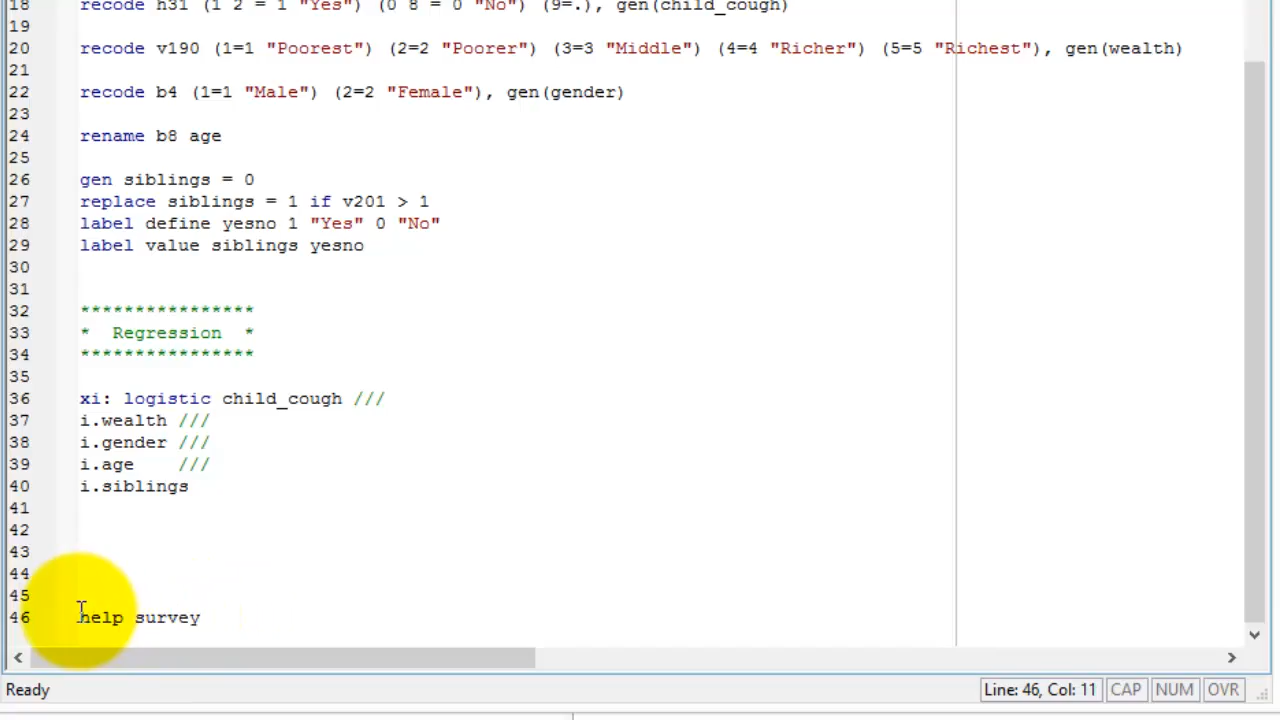 18 recode h31 (1 2 = 1 "Yes") (0 8 = 0 "No") (9=.), gen(child_cough)
19
20 recode v190 (1=1 "Poorest") (2=2 "Poorer") (3=3 "Middle") (4=4 "Richer") (5=5 "Richest"), gen(wealth)
21
22 recode b4 (1=1 "Male") (2=2 "Female"), gen(gender)
23
24 rename b8 age
25
26 gen siblings = 0
27 replace siblings = 1 if v201 > 1
28 label define yesno 1 "Yes" 0 "No"
29 label value siblings yesno
30
31
32 ****************
33 *  Regression  *
34 ****************
35
36 xi: logistic child_cough ///
37 i.wealth ///
38 i.gender ///
39 i.age    ///
40 i.siblings
41
42
43
44
45
46 help survey
Ready Line: 46, Col: 11 CAP NUM OVR